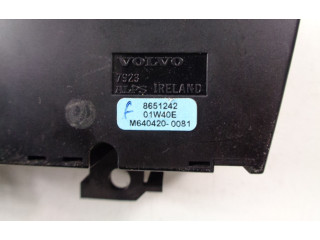 VOLVO
7923
ALPS IRELAND
F 8651242
01W40E
M640420-0081